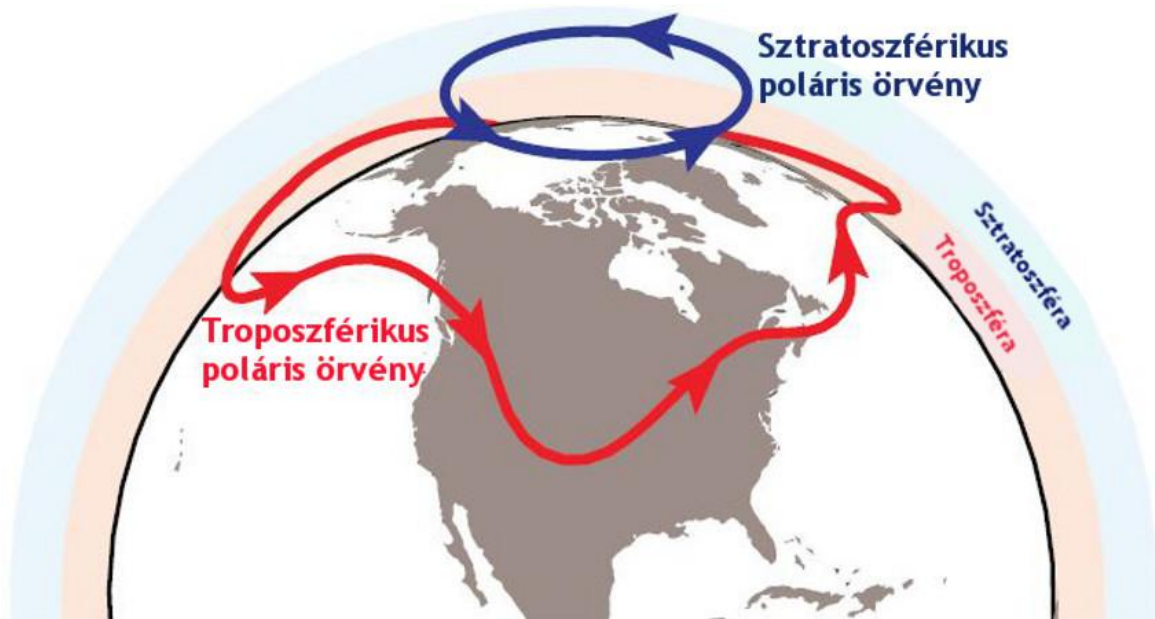 Sztratoszférikus
poláris örvény
Sztratoszféra
Troposzféra
Troposzférikus
poláris örvény